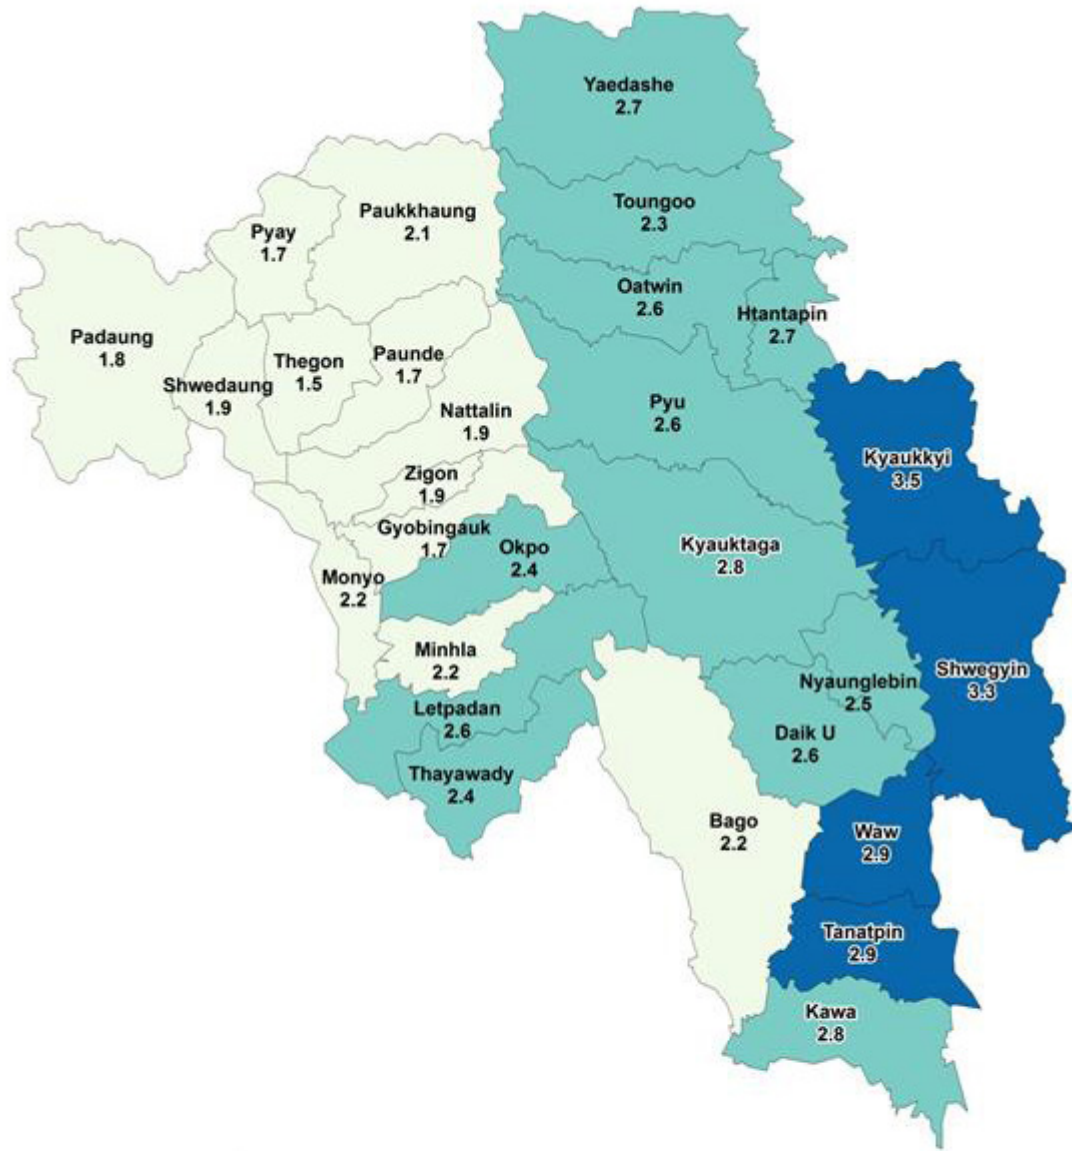 Yaedashe
2.7
Toungoo
2.3
Paukkhaung
2.1
Pyay
1.7
Oatwin
2.6
Htantapin
2.7
Padaung
1.8
Shwedaung
1.9
Thegon
1.5
Paunde
1.7
Nattalin
1.9
Pyu
2.6
Kyaukkyi
3.5
Zigon
1.9
Gyobingauk
1.7
Okpo
2.4
Kyauktaga
2.8
Monyo
2.2
Minhla
2.2
Nyaunglebin
2.5
Shwegyin
3.3
Letpadan
2.6
Daik U
2.6
Thayawady
2.4
Bago
2.2
Waw
2.9
Tanatpin
2.9
Kawa
2.8